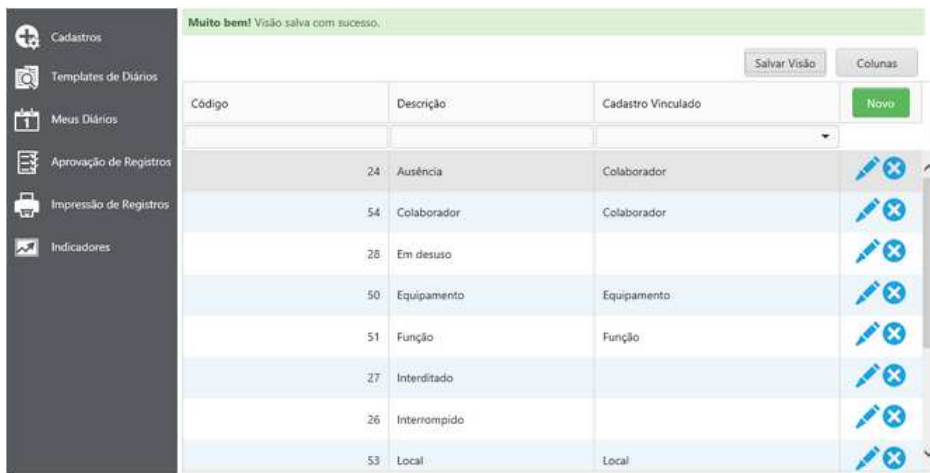 Muito bem! Visão salva com sucesso.
Cadastros
Templates de Diários
Meus Diários
1
Aprovação de Registros
Impressão de Registros
Indicadores
Salvar Visão Colunas
Código Descrição Cadastro Vinculado Novo
24 Ausência Colaborador
54 Colaborador Colaborador
28 Em desuso
50 Equipamento Equipamento
51 Função Função
27 Interditado
26 Interrompido
53 Local Local